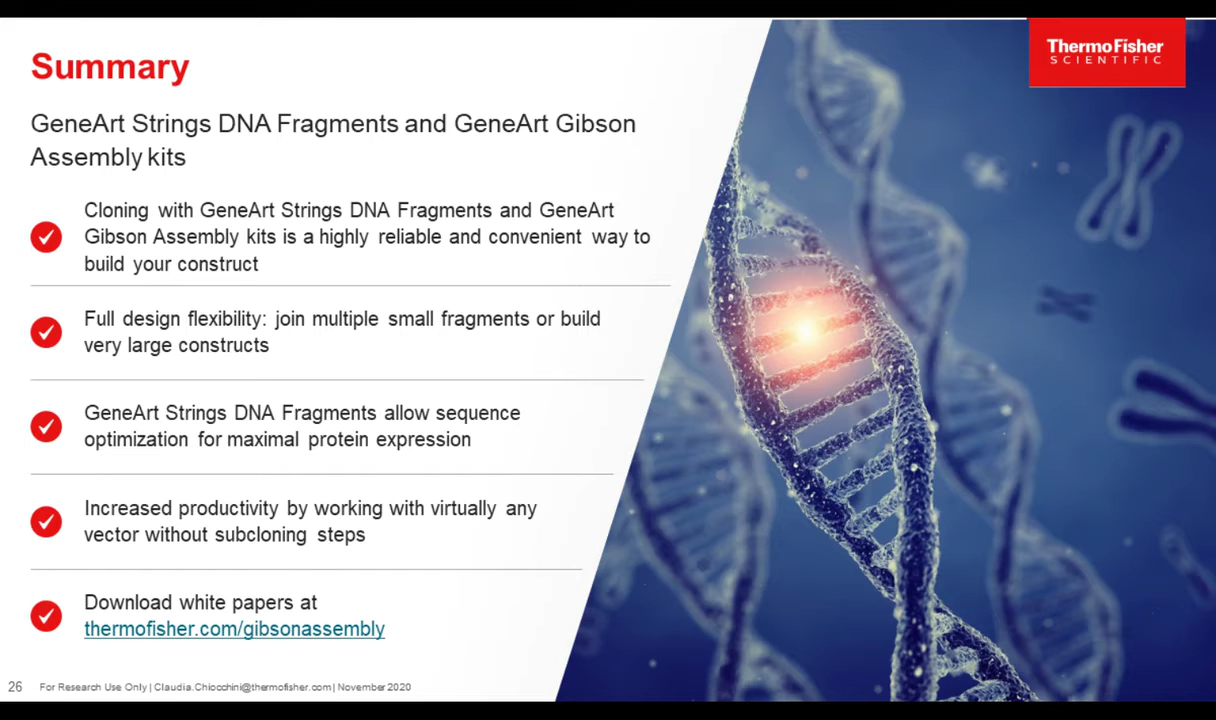 Summary
ThermoFisher
SCIENTIFIC
GeneArt Strings DNA Fragments and GeneArt Gibson
Assembly kits
Cloning with GeneArt Strings DNA Fragments and GeneArt
Gibson Assembly kits is a highly reliable and convenient way to
build your construct
Full design flexibility: join multiple small fragments or build
very large constructs
GeneArt Strings DNA Fragments allow sequence
optimization for maximal protein expression
Increased productivity by working with virtually any
vector without subcloning steps
Download white papers at
thermofisher.com/gibsonassembly
26 For Research Use Only | Claudia.Chiocchini@thermofisher.com | November 2020